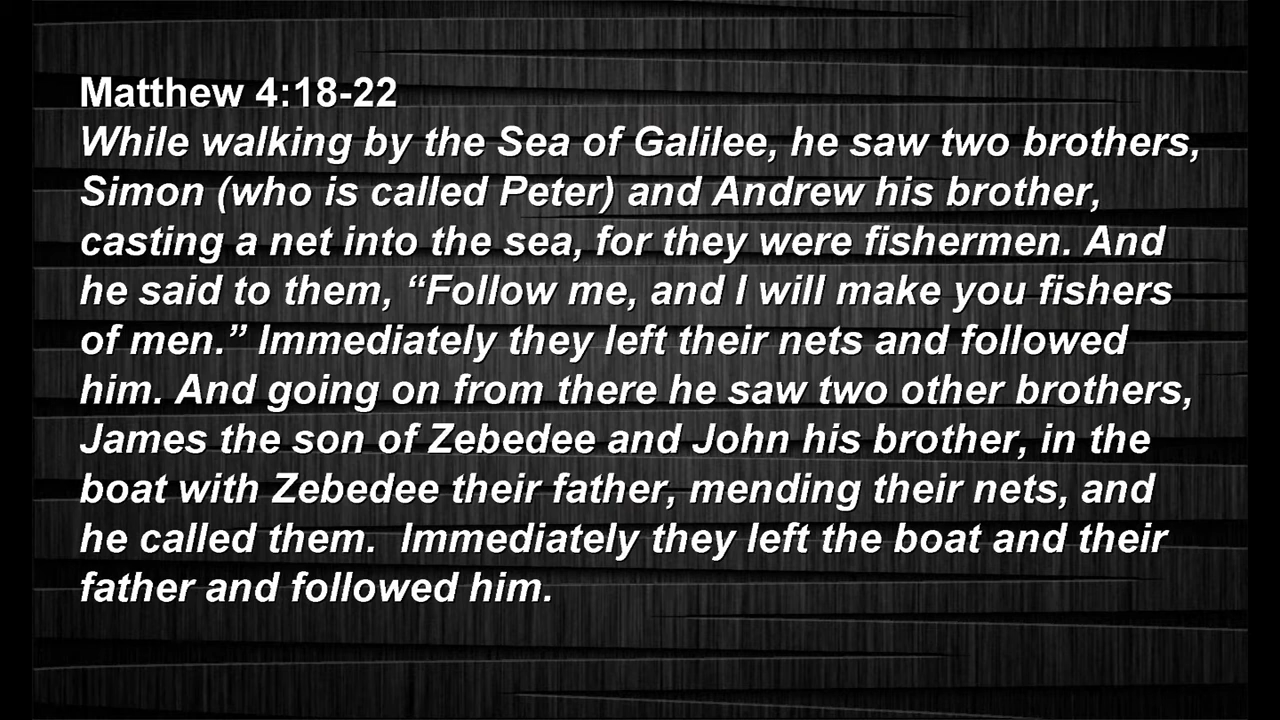 Matthew 4:18-22
While walking by the Sea of Galilee, he saw two brothers,
Simon (who is called Peter) and Andrew his brother,
casting a net into the sea, for they were fishermen. And
he said to them, “Follow me, and I will make you fishers
of men.” Immediately they left their nets and followed
him. And going on from there he saw two other brothers,
James the son of Zebedee and John his brother, in the
boat with Zebedee their father, mending their nets, and
he called them.  Immediately they left the boat and their
father and followed him.